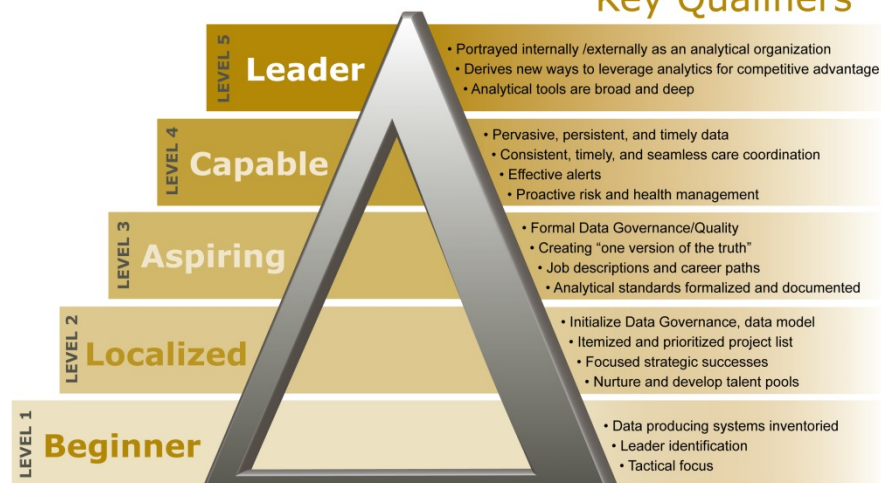 Key Qualifiers
LEVEL 5
Leader
• Portrayed internally /externally as an analytical organization
• Derives new ways to leverage analytics for competitive advantage
• Analytical tools are broad and deep
LEVEL 4
Capable
• Pervasive, persistent, and timely data
• Consistent, timely, and seamless care coordination
• Effective alerts
• Proactive risk and health management
LEVEL 3
Aspiring
• Formal Data Governance/Quality
• Creating “one version of the truth”
• Job descriptions and career paths
• Analytical standards formalized and documented
LEVEL 2
Localized
• Initialize Data Governance, data model
• Itemized and prioritized project list
• Focused strategic successes
• Nurture and develop talent pools
LEVEL 1
Beginner
• Data producing systems inventoried
• Leader identification
• Tactical focus